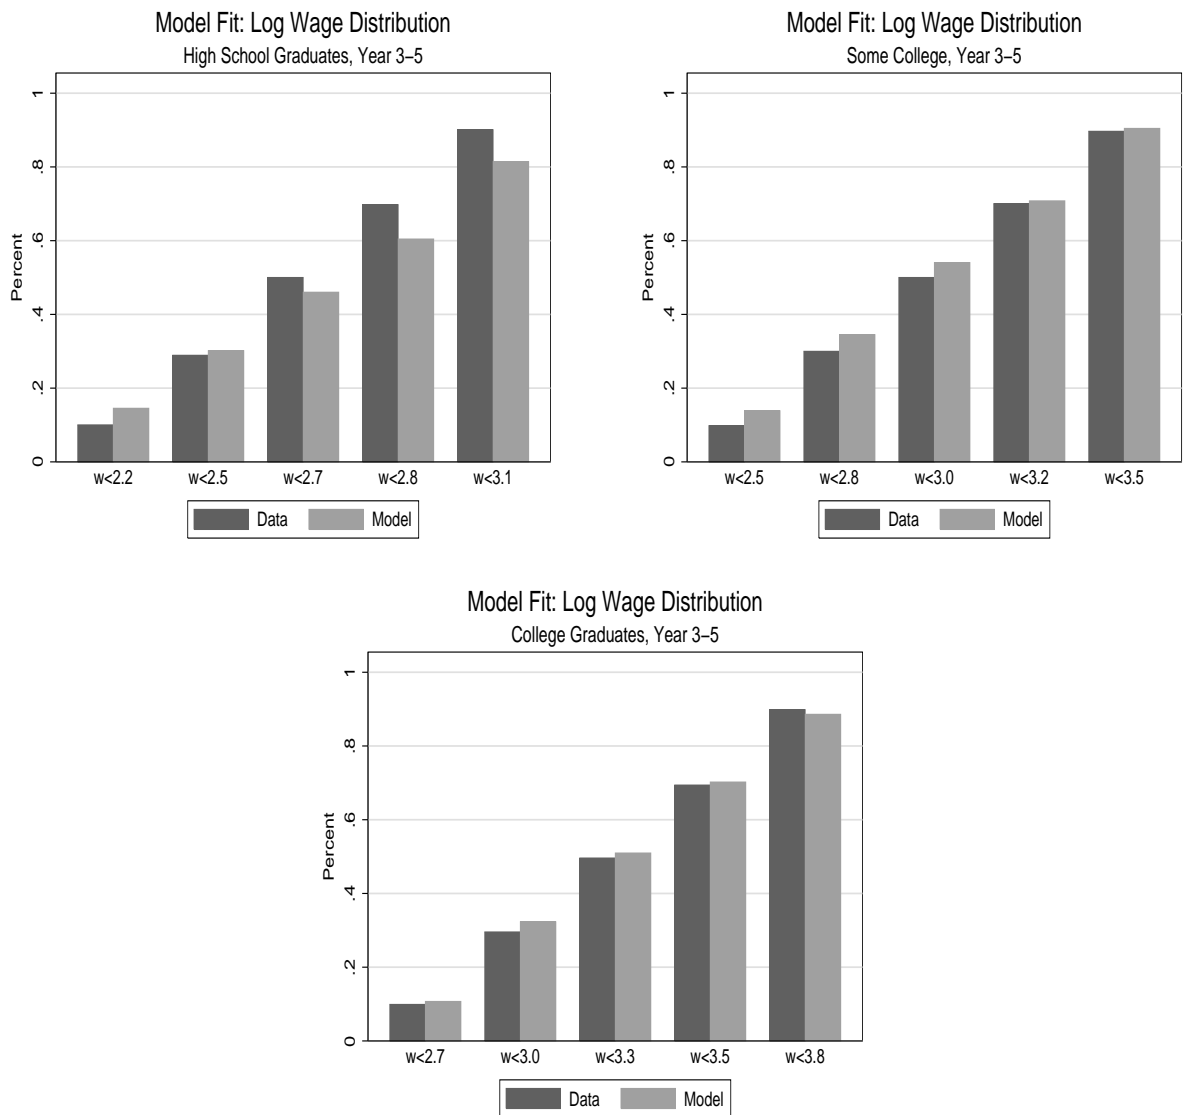 Model Fit: Log Wage Distribution
High School Graduates, Year 3−5
Percent
1
.8
.6
.4
.2
0
w<2.2 w<2.5 w<2.7 w<2.8 w<3.1
Data Model
Model Fit: Log Wage Distribution
Some College, Year 3−5
Percent
1
.8
.6
.4
.2
0
w<2.5 w<2.8 w<3.0 w<3.2 w<3.5
Data Model
Model Fit: Log Wage Distribution
College Graduates, Year 3−5
Percent
1
.8
.6
.4
.2
0
w<2.7 w<3.0 w<3.3 w<3.5 w<3.8
Data Model